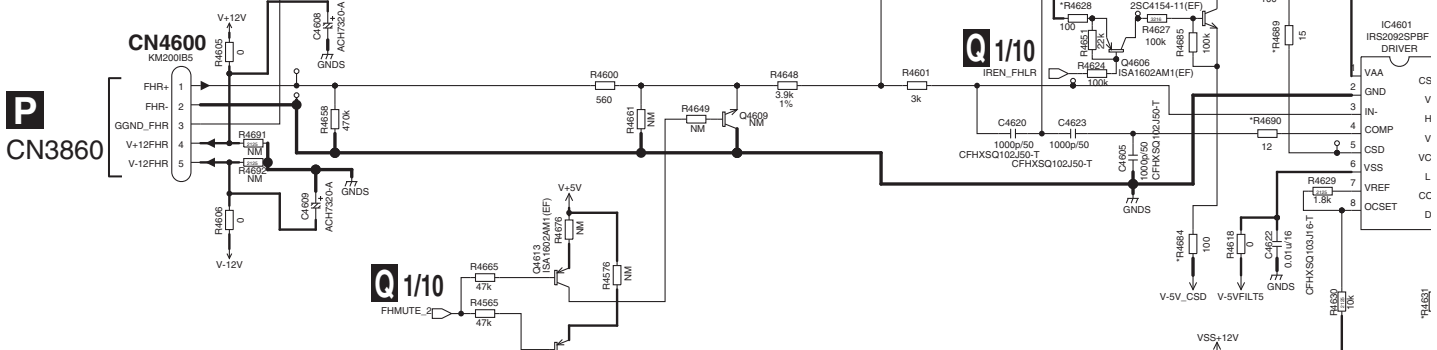 V+12V
R4605
0
C4608
ACH7320-A
GNDS
CN4600
KM200IB5
P
CN3860
FHR+
1
FHR-
2
GGND_FHR
3
V+12FHR
4
V-12FHR
5
R4691
NM
R4692
NM
R4606
0
V-12V
C4609
ACH7320-A
GNDS
R4658
470k
R4600
560
R4661
NM
R4649
NM
Q4609
NM
R4648
3.9k
1%
R4601
3k
Q 1/10
IREN_FHLR
*R4628
100
R4651
22k
R4624
100k
Q4606
ISA1602AM1(EF)
2SC4154-11(EF)
R4627
100k
R4685
100k
*R4689
15
IC4601
IRS2092SPBF
DRIVER
1
VAA
2
GND
3
IN-
4
COMP
5
CSD
6
VSS
7
VREF
8
OCSET
C4620
1000p/50
CFHXSQ102J50-T
C4623
1000p/50
CFHXSQ102J50-T
C4605
1000p/50
CFHXSQ102J50-T
GNDS
*R4690
12
R4629
1.8k
*R4684
100
V-5V_CSD
R4618
0
V-5VFILT5
C4622
0.01u/16
CFHXSQ103J16-T
GNDS
R4630
10k
*R4631
VSS+12V
V+5V
R4676
NM
Q4613
ISA1602AM1(EF)
R4576
NM
Q 1/10
FHMUTE_2
R4665
47k
R4565
47k